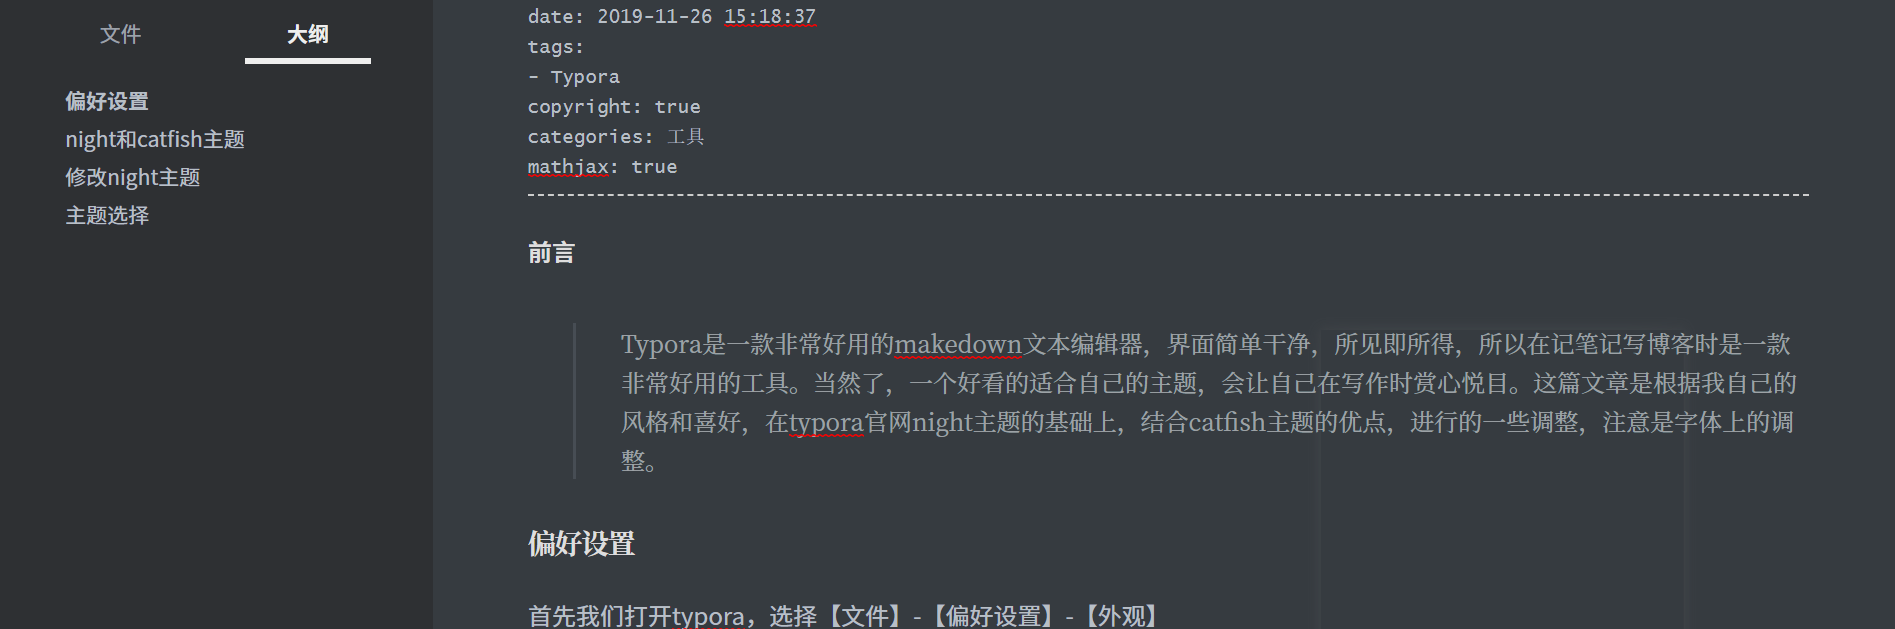 文件
大纲
偏好设置
night和catfish主题
修改night主题
主题选择
date: 2019-11-26 15:18:37
tags:
- Typora
copyright: true
categories: 工具
mathjax: true
前言
Typora是一款非常好用的makedown文本编辑器，界面简单干净，所见即所得，所以在记笔记写博客时是一款
非常好用的工具。当然了，一个好看的适合自己的主题，会让自己在写作时赏心悦目。这篇文章是根据我自己的
风格和喜好，在typora官网night主题的基础上，结合catfish主题的优点，进行的一些调整，注意是字体上的调
整。
偏好设置
首先我们打开typora，选择【文件】-【偏好设置】-【外观】